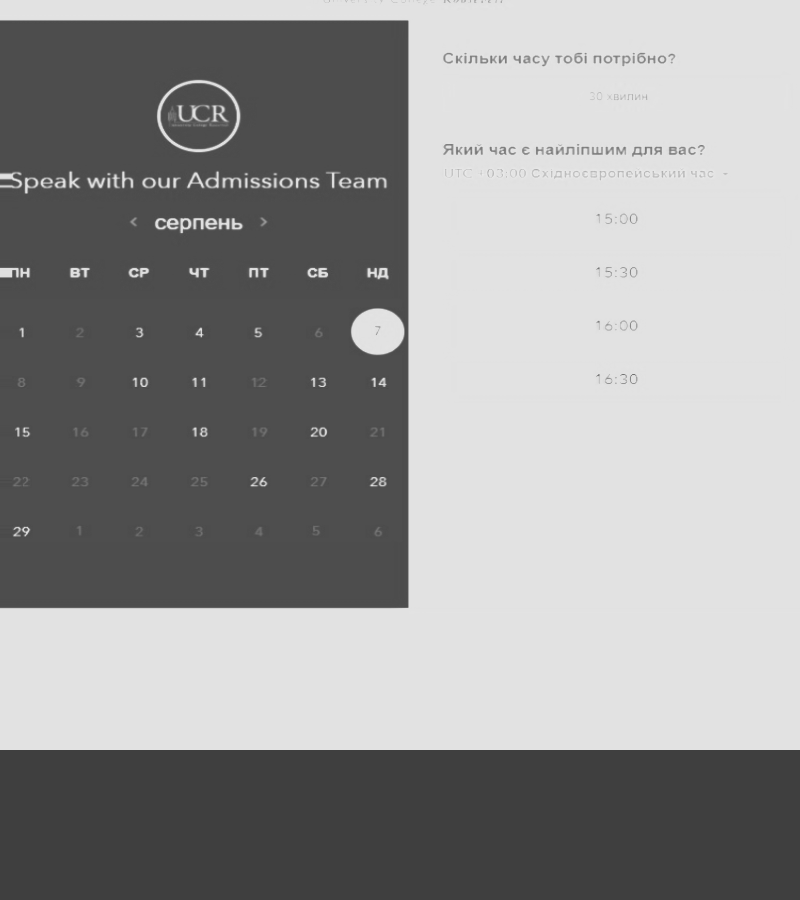 UCR
Speak with our Admissions Team
< серпень >
ПН ВТ СР ЧТ ПТ СБ НД
1 2 3 4 5 6 7
8 9 10 11 12 13 14
15 16 17 18 19 20 21
22 23 24 25 26 27 28
29 1 2 3 4 5 6
Скільки часу тобі потрібно?
30 хвилин
Який час є найліпшим для вас?
UTC +03:00 Східноєвропейський час
15:00
15:30
16:00
16:30